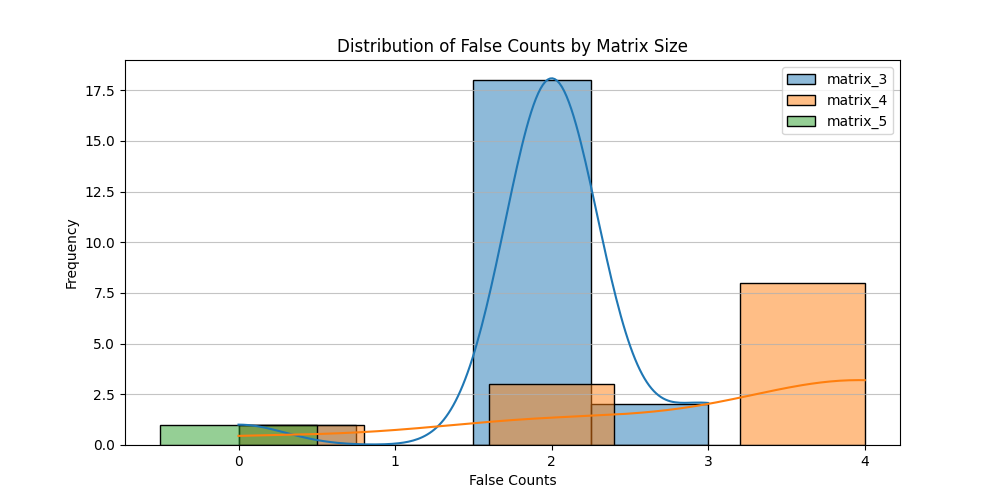 Distribution of False Counts by Matrix Size
matrix_3
matrix_4
matrix_5
Frequency
17.5
15.0
12.5
10.0
7.5
5.0
2.5
0.0
0 1 2 3 4
False Counts